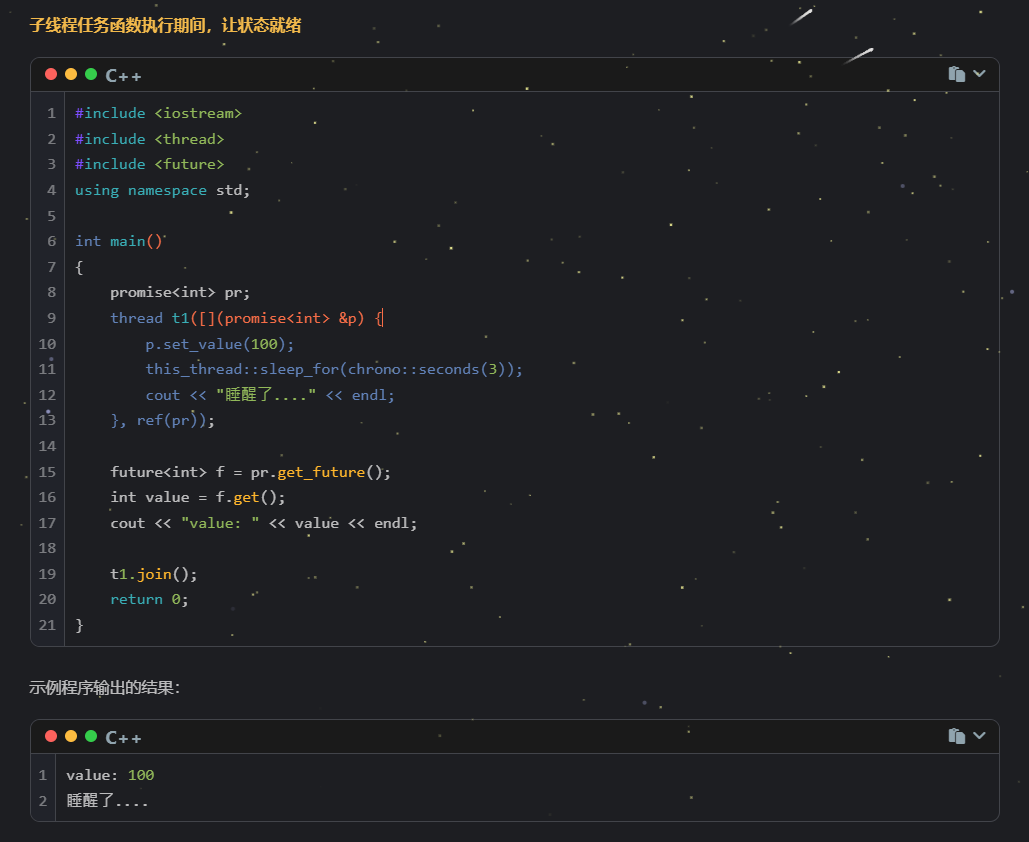 子线程任务函数执行期间，让状态就绪
C++
1 #include <iostream>
2 #include <thread>
3 #include <future>
4 using namespace std;
5
6 int main()
7 {
8     promise<int> pr;
9     thread t1([](promise<int> &p) {
10         p.set_value(100);
11         this_thread::sleep_for(chrono::seconds(3));
12         cout << "睡醒了...." << endl;
13     }, ref(pr));
14
15     future<int> f = pr.get_future();
16     int value = f.get();
17     cout << "value: " << value << endl;
18
19     t1.join();
20     return 0;
21 }
示例程序输出的结果：
C++
1 value: 100
2 睡醒了....